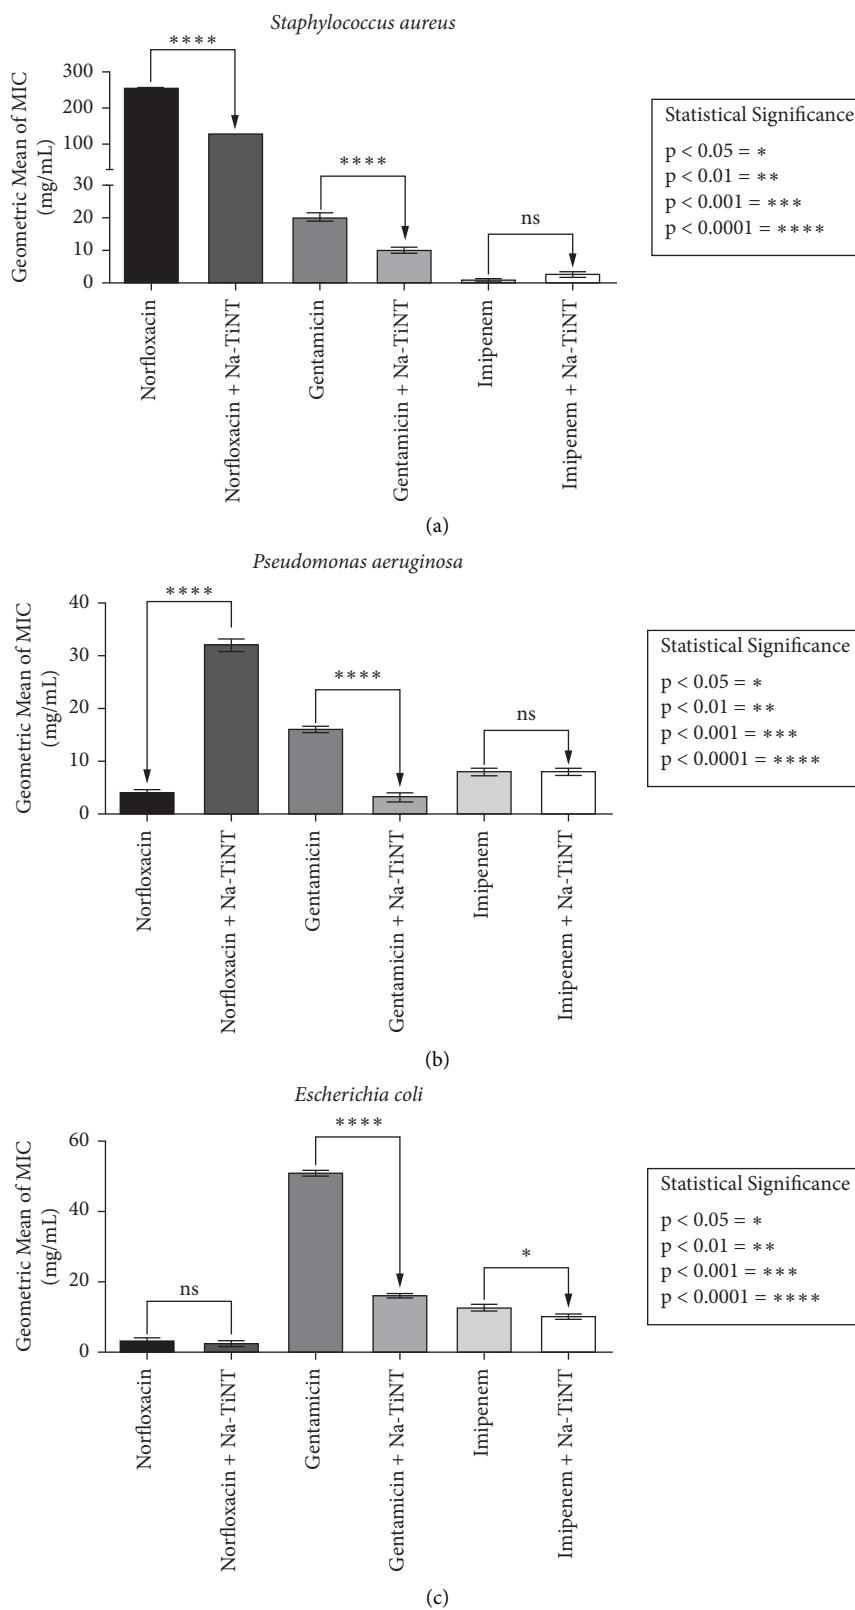 Staphylococcus aureus
****
****
ns
Geometric Mean of MIC
(mg/mL)
300
200
100
30
20
10
0
Norfloxacin
Norfloxacin + Na-TiNT
Gentamicin
Gentamicin + Na-TiNT
Imipenem
Imipenem + Na-TiNT
Statistical Significance
p < 0.05 = *
p < 0.01 = **
p < 0.001 = ***
p < 0.0001 = ****
(a)
Pseudomonas aeruginosa
****
****
ns
Geometric Mean of MIC
(mg/mL)
40
30
20
10
0
Norfloxacin
Norfloxacin + Na-TiNT
Gentamicin
Gentamicin + Na-TiNT
Imipenem
Imipenem + Na-TiNT
Statistical Significance
p < 0.05 = *
p < 0.01 = **
p < 0.001 = ***
p < 0.0001 = ****
(b)
Escherichia coli
ns
****
*
Geometric Mean of MIC
(mg/mL)
60
40
20
0
Norfloxacin
Norfloxacin + Na-TiNT
Gentamicin
Gentamicin + Na-TiNT
Imipenem
Imipenem + Na-TiNT
Statistical Significance
p < 0.05 = *
p < 0.01 = **
p < 0.001 = ***
p < 0.0001 = ****
(c)